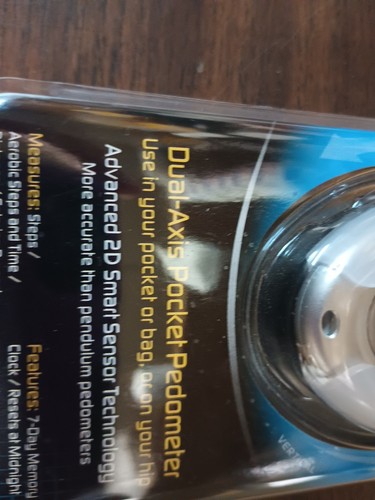 Dual-Axis Pocket Pedometer
Use in your pocket or bag, or on your hip
Advanced 2D Smart Sensor Technology
More accurate than pendulum pedometers
Measures: Steps /
Aerobic Steps and Time /
Features: 7-Day Memory
Clock / Resets at Midnight